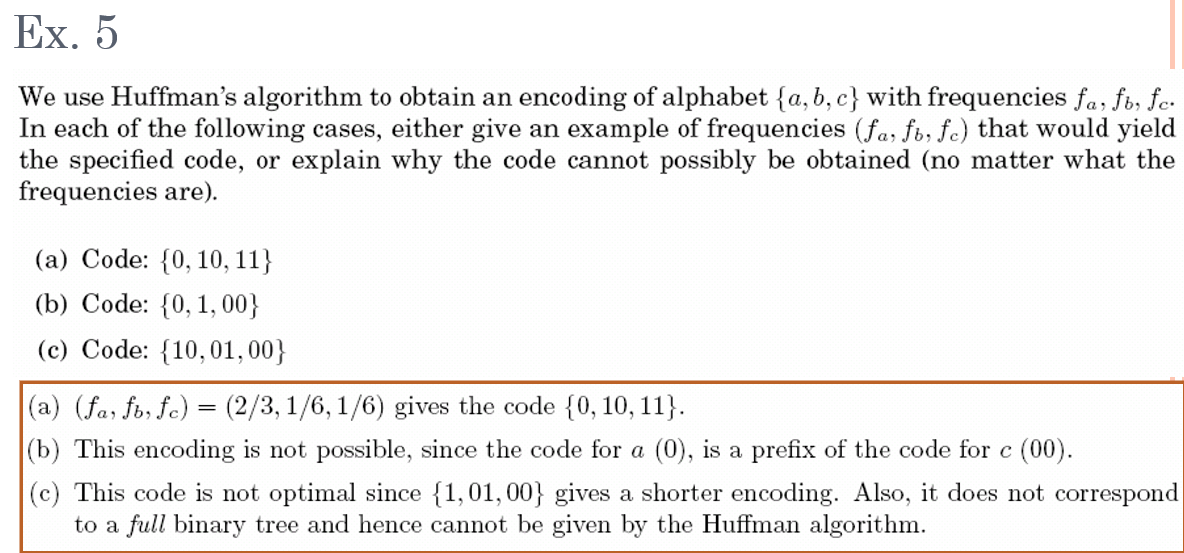 Ex. 5
We use Huffman's algorithm to obtain an encoding of alphabet {a, b, c} with frequencies f_a, f_b, f_c.
In each of the following cases, either give an example of frequencies (f_a, f_b, f_c) that would yield
the specified code, or explain why the code cannot possibly be obtained (no matter what the
frequencies are).
(a) Code: {0, 10, 11}
(b) Code: {0, 1, 00}
(c) Code: {10, 01, 00}
(a) (f_a, f_b, f_c) = (2/3, 1/6, 1/6) gives the code {0, 10, 11}.
(b) This encoding is not possible, since the code for a (0), is a prefix of the code for c (00).
(c) This code is not optimal since {1, 01, 00} gives a shorter encoding. Also, it does not correspond
to a full binary tree and hence cannot be given by the Huffman algorithm.